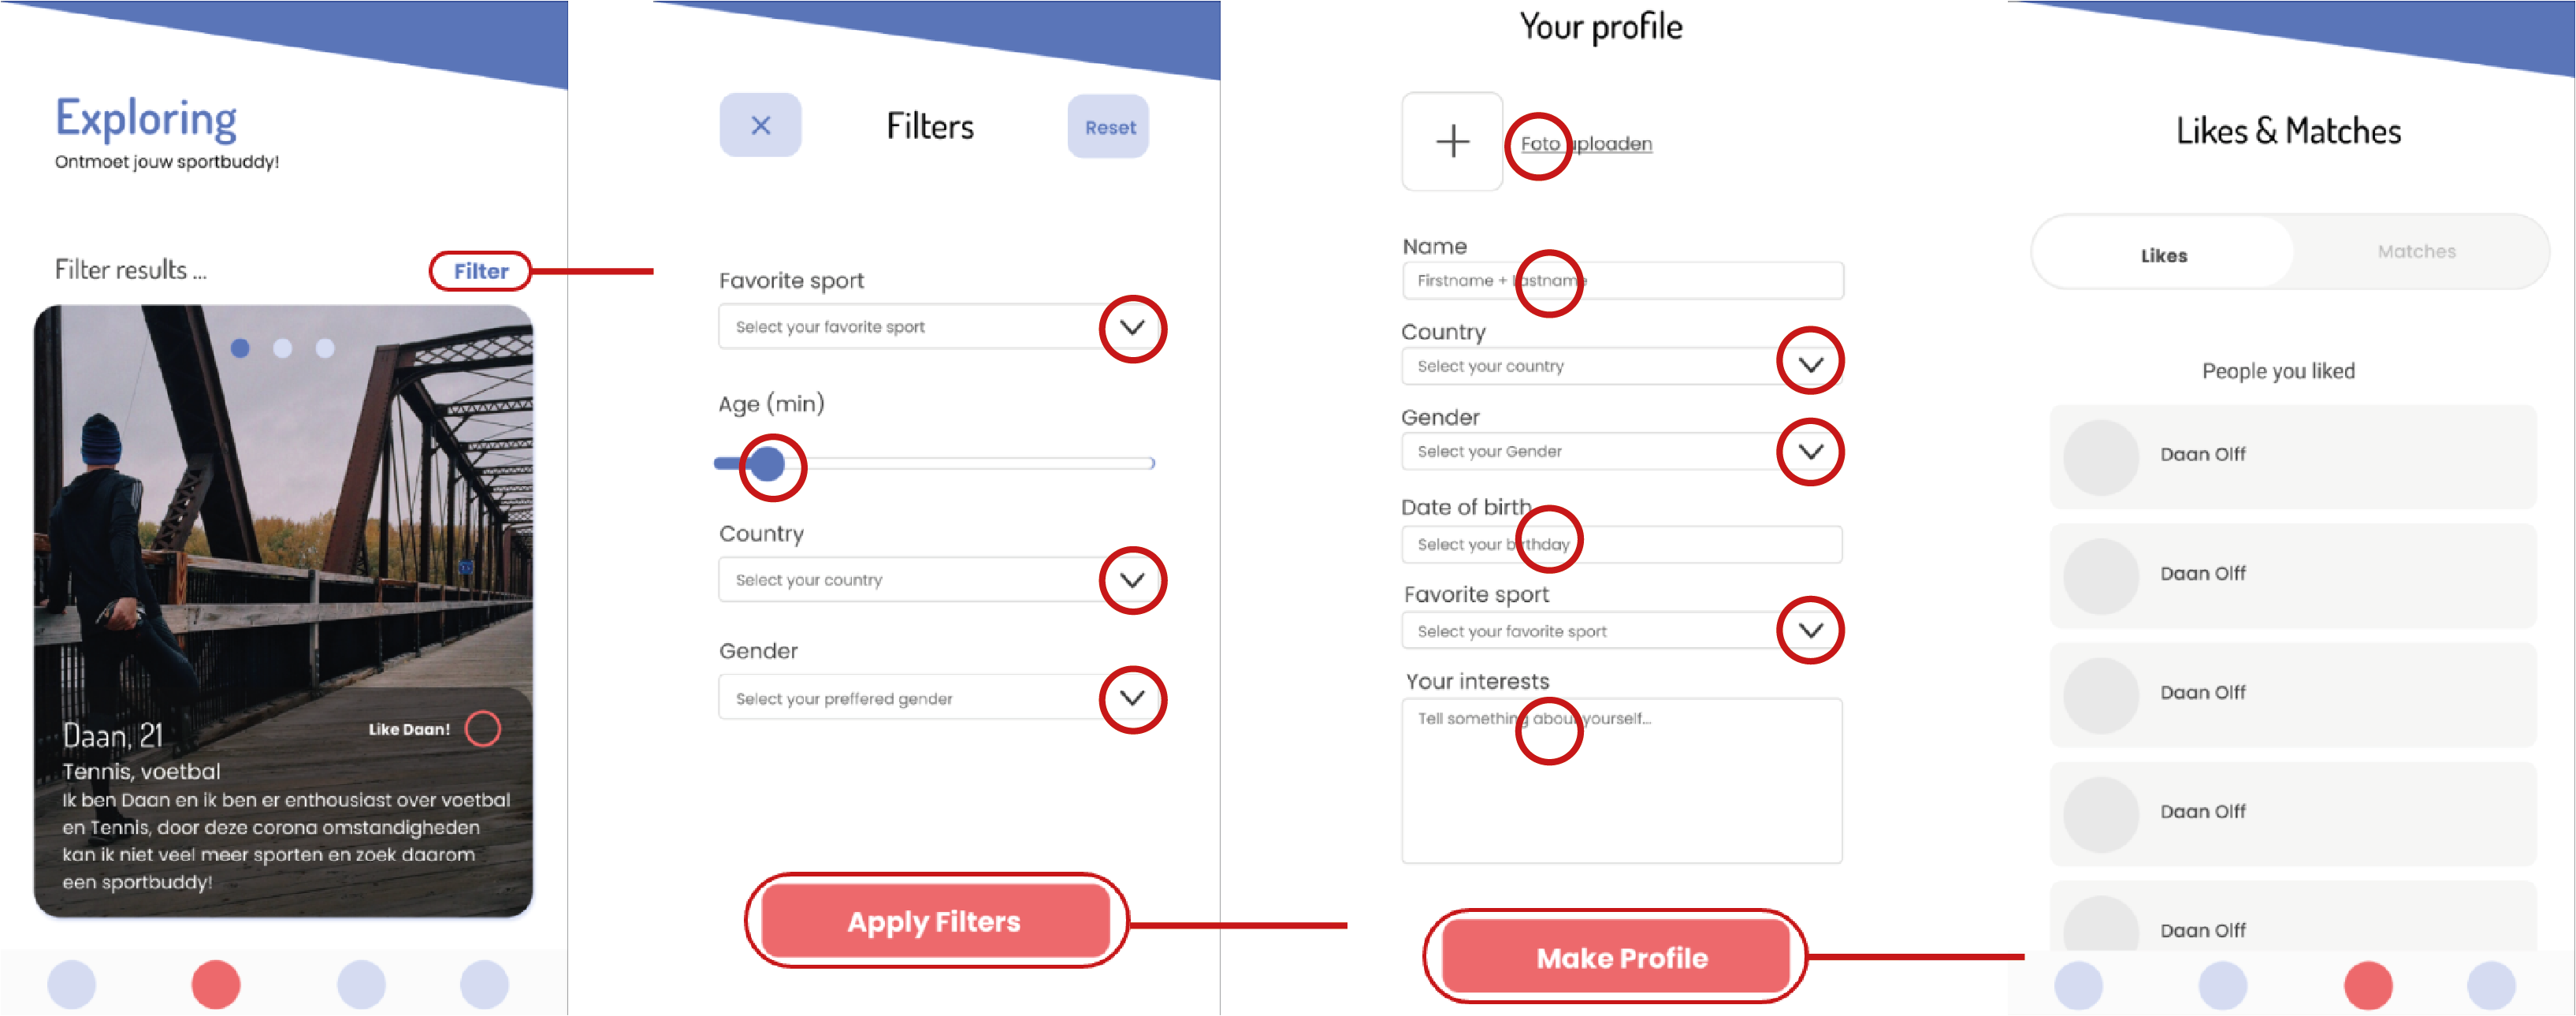 Exploring
Ontmoet jouw sportbuddy!
Filter results ...
Filter
Daan, 21
Like Daan!
Tennis, voetbal
Ik ben Daan en ik ben er enthousiast over voetbal
en Tennis, door deze corona omstandigheden
kan ik niet veel meer sporten en zoek daarom
een sportbuddy!
Filters
Reset
Favorite sport
Select your favorite sport
Age (min)
Country
Select your country
Gender
Select your preffered gender
Apply Filters
Your profile
Foto uploaden
Name
Firstname + Lastname
Country
Select your country
Gender
Select your Gender
Date of birth
Select your birthday
Favorite sport
Select your favorite sport
Your interests
Tell something about yourself...
Make Profile
Likes & Matches
Likes
Matches
People you liked
Daan Olff
Daan Olff
Daan Olff
Daan Olff
Daan Olff